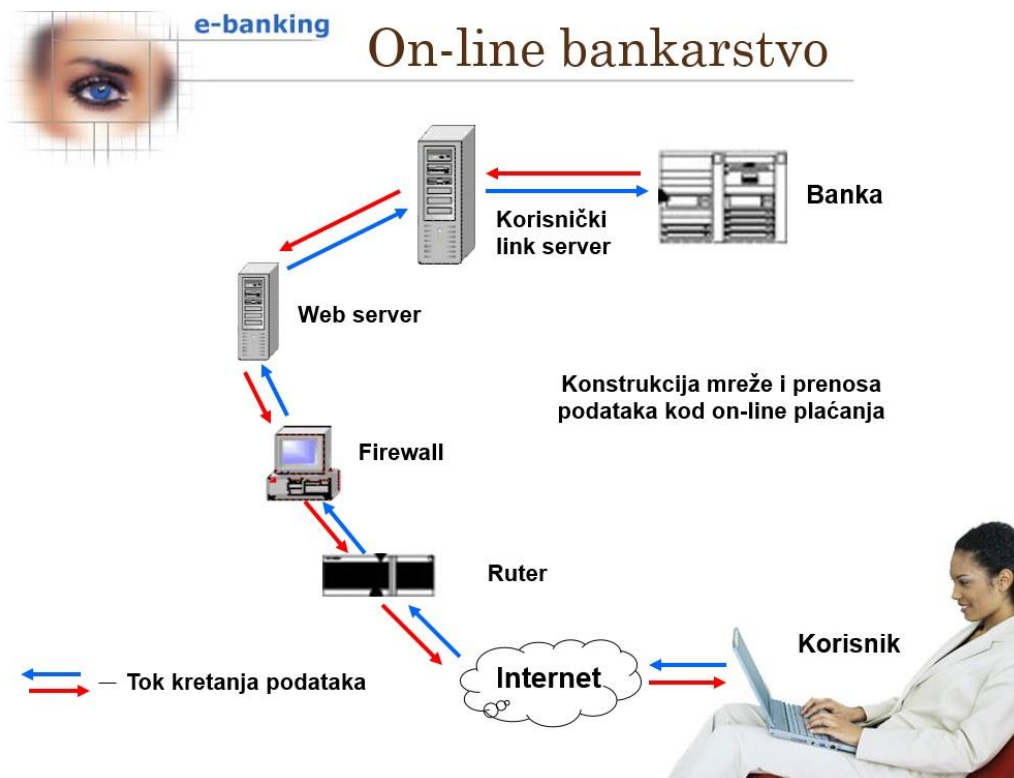 e-banking
On-line bankarstvo
Banka
Korisnički
link server
Web server
Konstrukcija mreže i prenosa
podataka kod on-line plaćanja
Firewall
Ruter
Korisnik
Internet
— Tok kretanja podataka